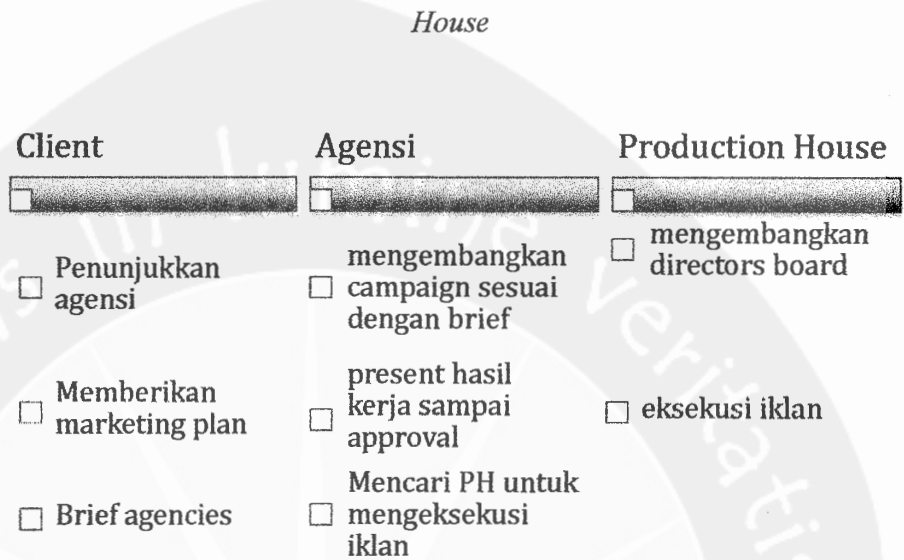 House
Client
Penunjukkan
agensi
Memberikan
marketing plan
Brief agencies
Agensi
mengembangkan
campaign sesuai
dengan brief
present hasil
kerja sampai
approval
Mencari PH untuk
mengeksekusi
iklan
Production House
mengembangkan
directors board
eksekusi iklan